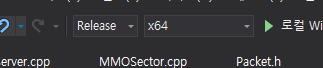 Release x64 로컬 Wi
erver.cpp MMOSector.cpp Packet.h